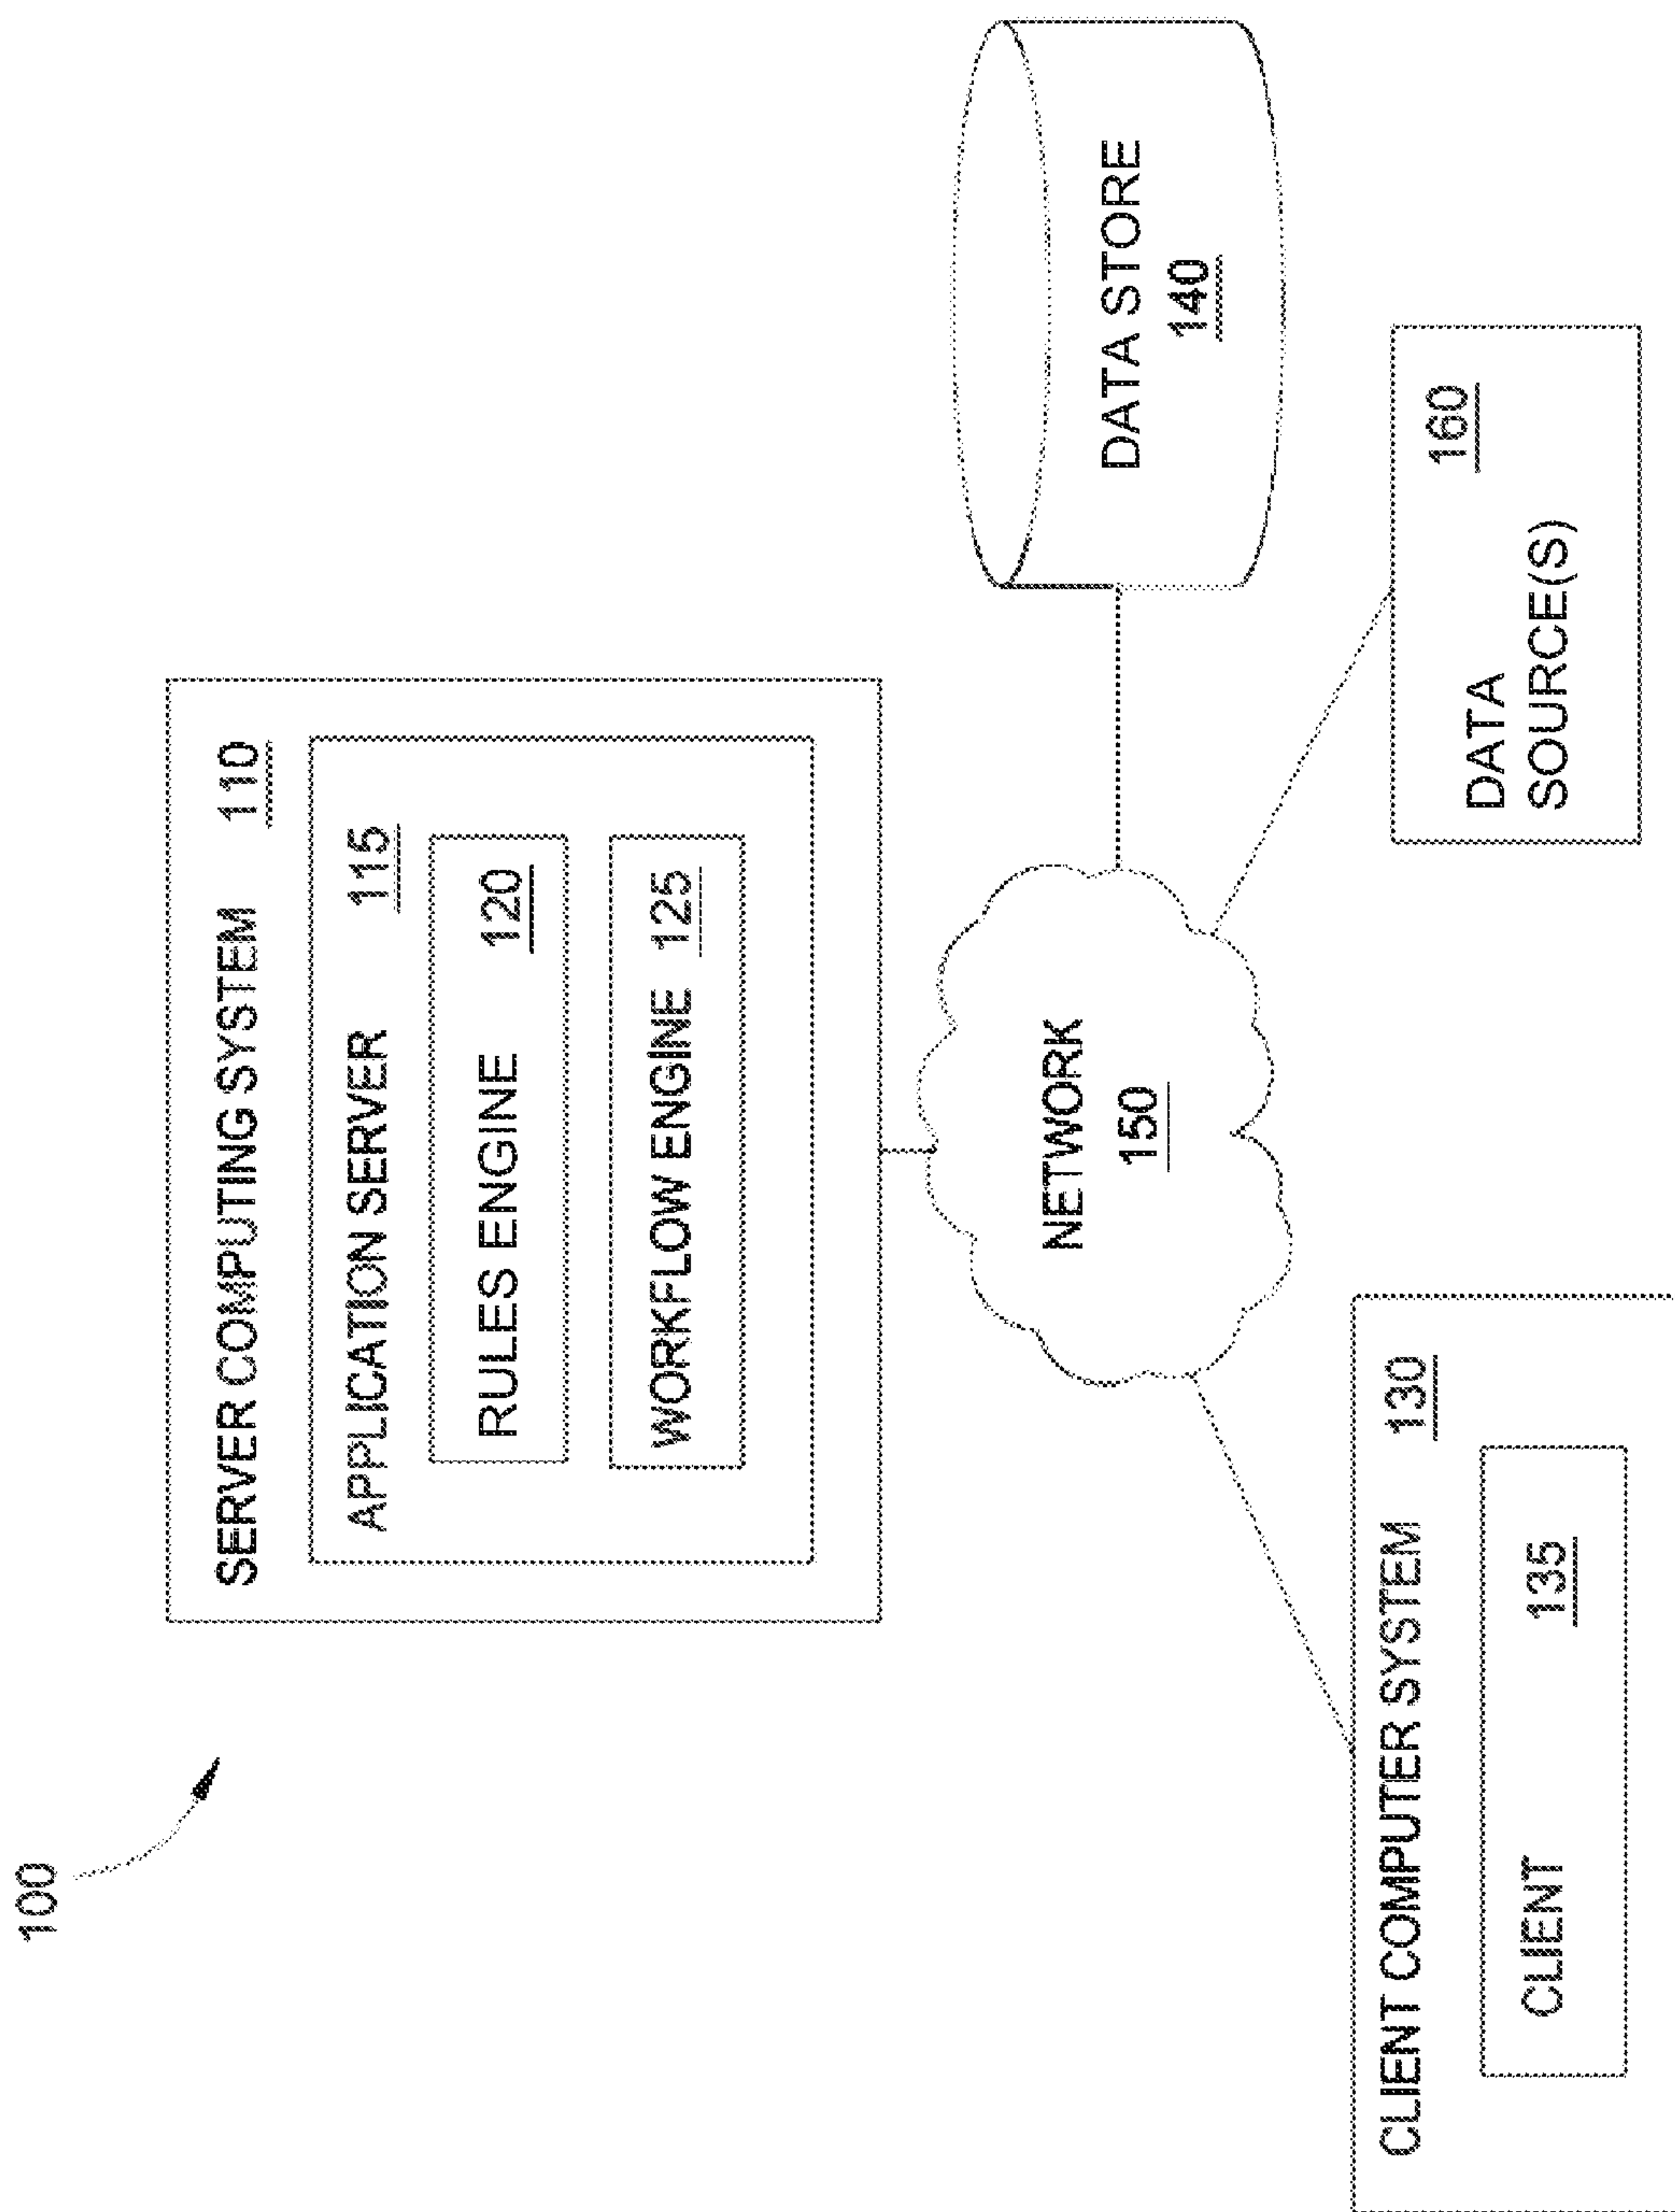 100
SERVER COMPUTING SYSTEM 110
APPLICATION SERVER 115
RULES ENGINE 120
WORKFLOW ENGINE 125
NETWORK
150
DATA STORE
140
CLIENT COMPUTER SYSTEM 130
CLIENT 135
160
DATA
SOURCE(S)